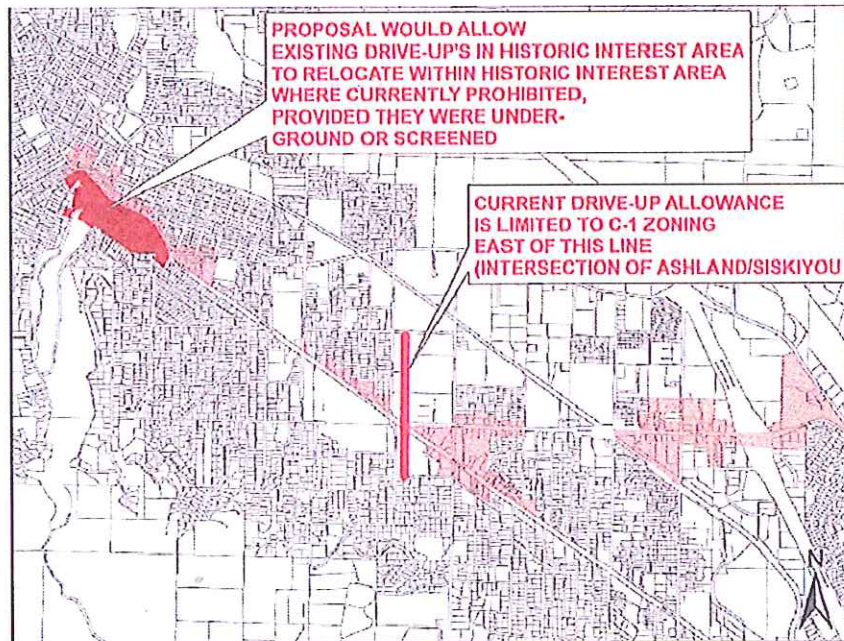 PROPOSAL WOULD ALLOW
EXISTING DRIVE-UP'S IN HISTORIC INTEREST AREA
TO RELOCATE WITHIN HISTORIC INTEREST AREA
WHERE CURRENTLY PROHIBITED,
PROVIDED THEY WERE UNDER-
GROUND OR SCREENED
CURRENT DRIVE-UP ALLOWANCE
IS LIMITED TO C-1 ZONING
EAST OF THIS LINE
(INTERSECTION OF ASHLAND/SISKIYOU
N